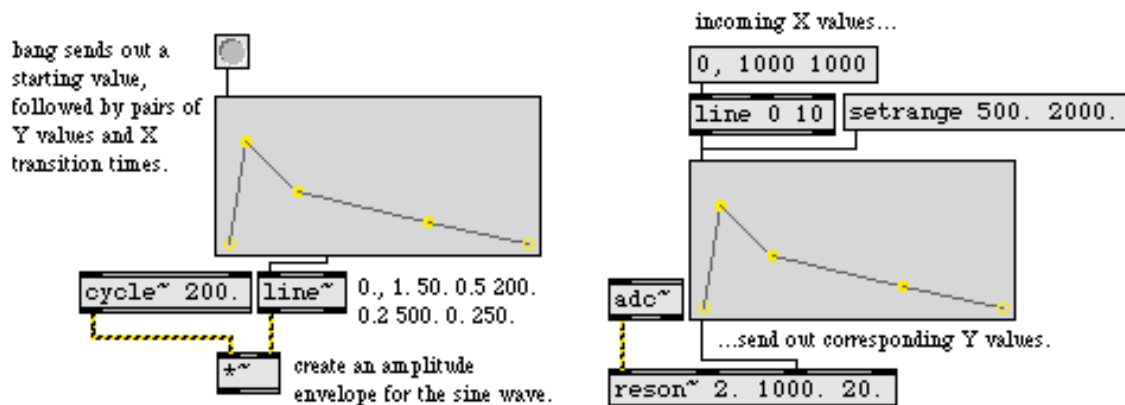 bang sends out a
starting value,
followed by pairs of
Y values and X
transition times.
cycle~ 200.
line~
0., 1. 50. 0.5 200.
0.2 500. 0. 250.
*~
create an amplitude
envelope for the sine wave.
incoming X values...
0, 1000 1000
line 0 10
setrange 500. 2000.
adc~
...send out corresponding Y values.
reson~ 2. 1000. 20.